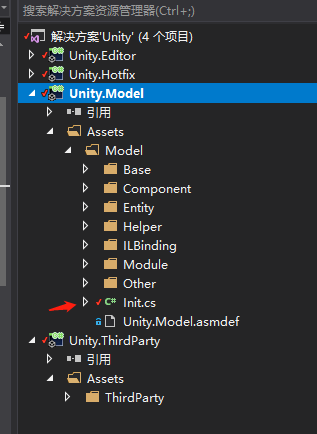 搜索解决方案资源管理器(Ctrl+;)
解决方案'Unity' (4 个项目)
Unity.Editor
Unity.Hotfix
Unity.Model
引用
Assets
Model
Base
Component
Entity
Helper
ILBinding
Module
Other
C# Init.cs
Unity.Model.asmdef
Unity.ThirdParty
引用
Assets
ThirdParty